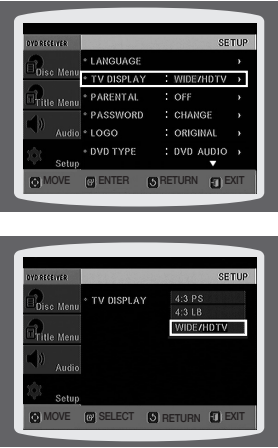 DVD RECEIVER SETUP
Disc Menu
Title Menu
Audio
Setup
LANGUAGE
TV DISPLAY : WIDE/HDTV
PARENTAL : OFF
PASSWORD : CHANGE
LOGO : ORIGINAL
DVD TYPE : DVD AUDIO
MOVE ENTER RETURN EXIT
DVD RECEIVER SETUP
Disc Menu
Title Menu
Audio
Setup
TV DISPLAY
4:3 PS
4:3 LB
WIDE/HDTV
MOVE SELECT RETURN EXIT